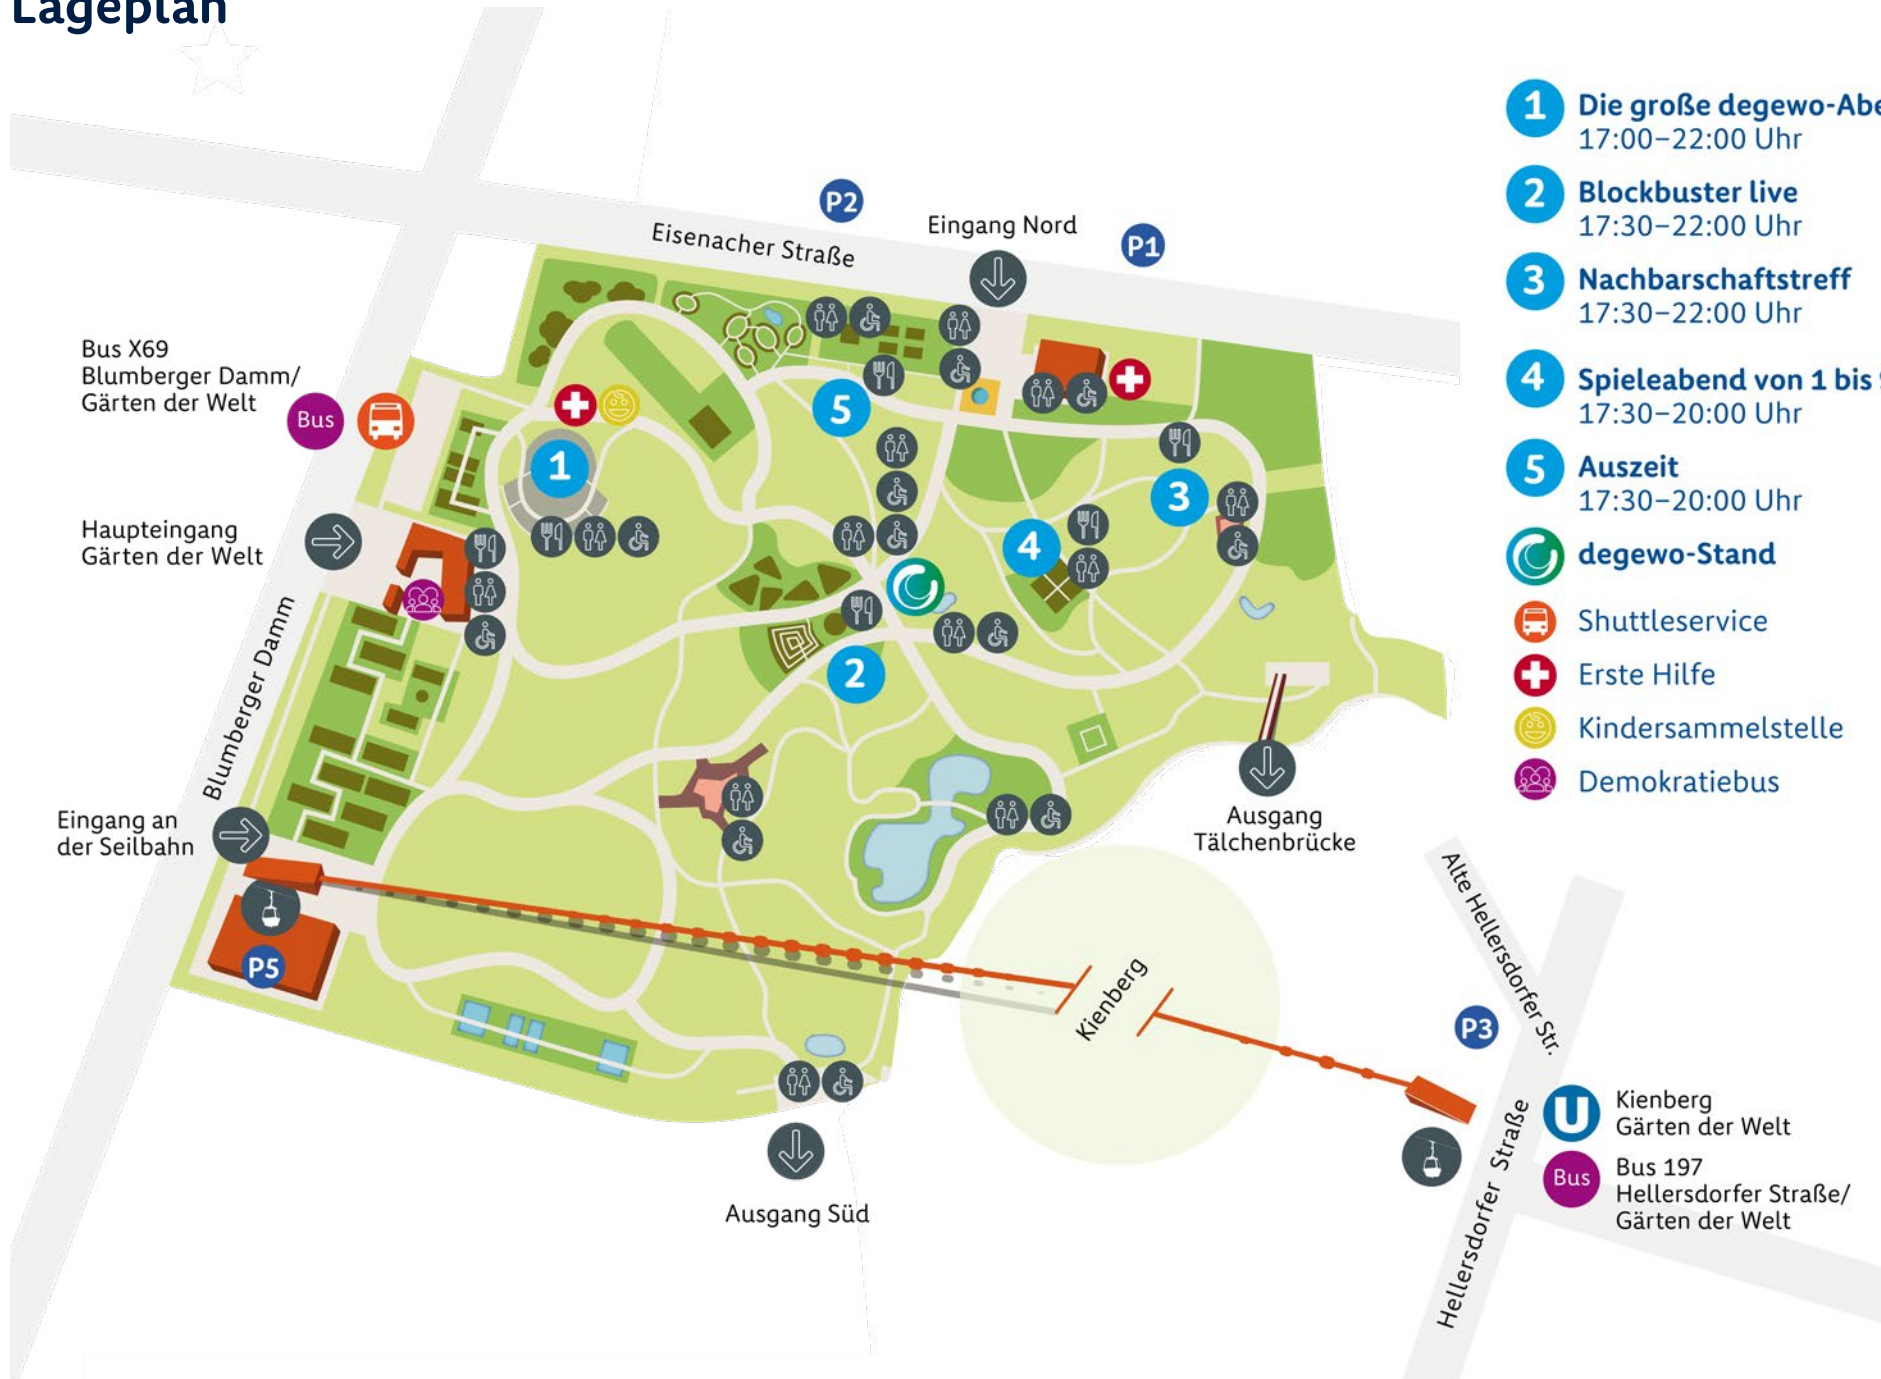 Lageplan
1 Die große degewo-Abe
17:00–22:00 Uhr
2 Blockbuster live
17:30–22:00 Uhr
3 Nachbarschaftstreff
17:30–22:00 Uhr
4 Spieleabend von 1 bis
17:30–20:00 Uhr
5 Auszeit
17:30–20:00 Uhr
degewo-Stand
Shuttleservice
Erste Hilfe
Kindersammelstelle
Demokratiebus
P2
Eingang Nord
P1
Eisenacher Straße
Bus X69
Blumberger Damm/
Gärten der Welt
Bus
5
1
3
4
2
Haupteingang
Gärten der Welt
Blumberger Damm
Eingang an
der Seilbahn
P5
Ausgang
Tälchenbrücke
Alte Hellersdorfer Str.
Kienberg
P3
Hellersdorfer Straße
U
Kienberg
Gärten der Welt
Bus
Bus 197
Hellersdorfer Straße/
Gärten der Welt
Ausgang Süd